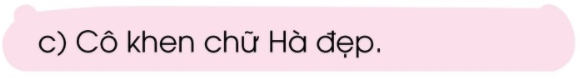 c) Cô khen chữ Hà đẹp.